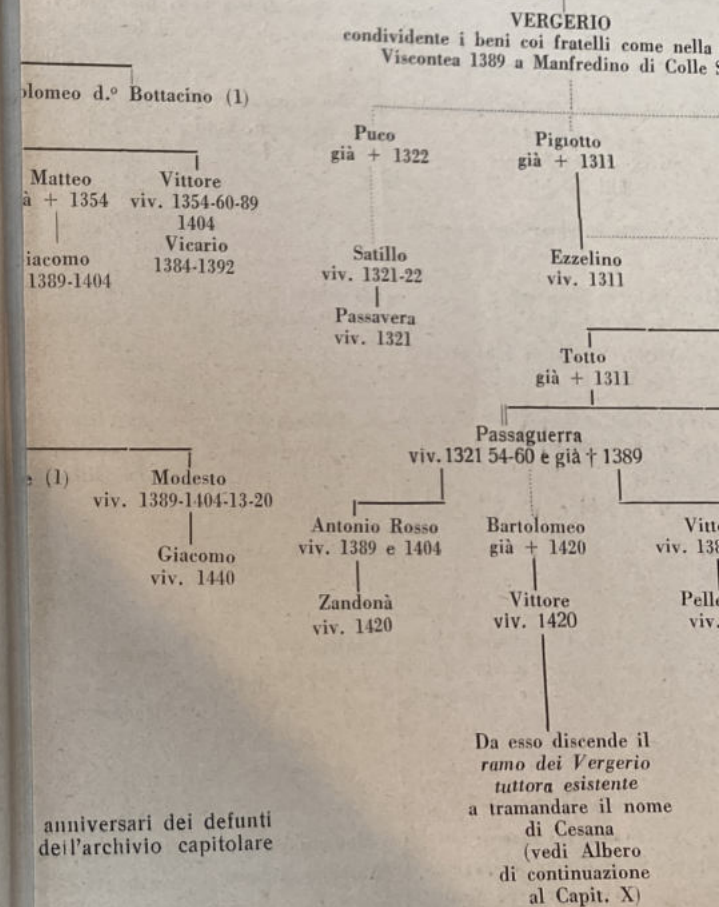 VERGERIO
condividente i beni coi fratelli come nella
Viscontea 1389 a Manfredino di Colle
d.º Bottacino (1)
Puco
già + 1322
Pigiotto
già + 1311
Matteo
+ 1354
Vittore
viv. 1354-60-89
1404
Vicario
1384-1392
1389-1404
Satillo
viv. 1321-22
Passavera
viv. 1321
Ezzelino
viv. 1311
Totto
già + 1311
Passaguerra
viv. 1321 54-60 e già † 1389
(1)
Modesto
viv. 1389-1404-13-20
Giacomo
viv. 1440
Antonio Rosso
viv. 1389 e 1404
Zandonà
viv. 1420
Bartolomeo
già + 1420
Vittore
viv. 1420
viv.
viv.
Da esso discende il
ramo dei Vergerio
tuttora esistente
a tramandare il nome
di Cesana
(vedi Albero
di continuazione
al Capit. X)
anniversari dei defunti
dell'archivio capitolare